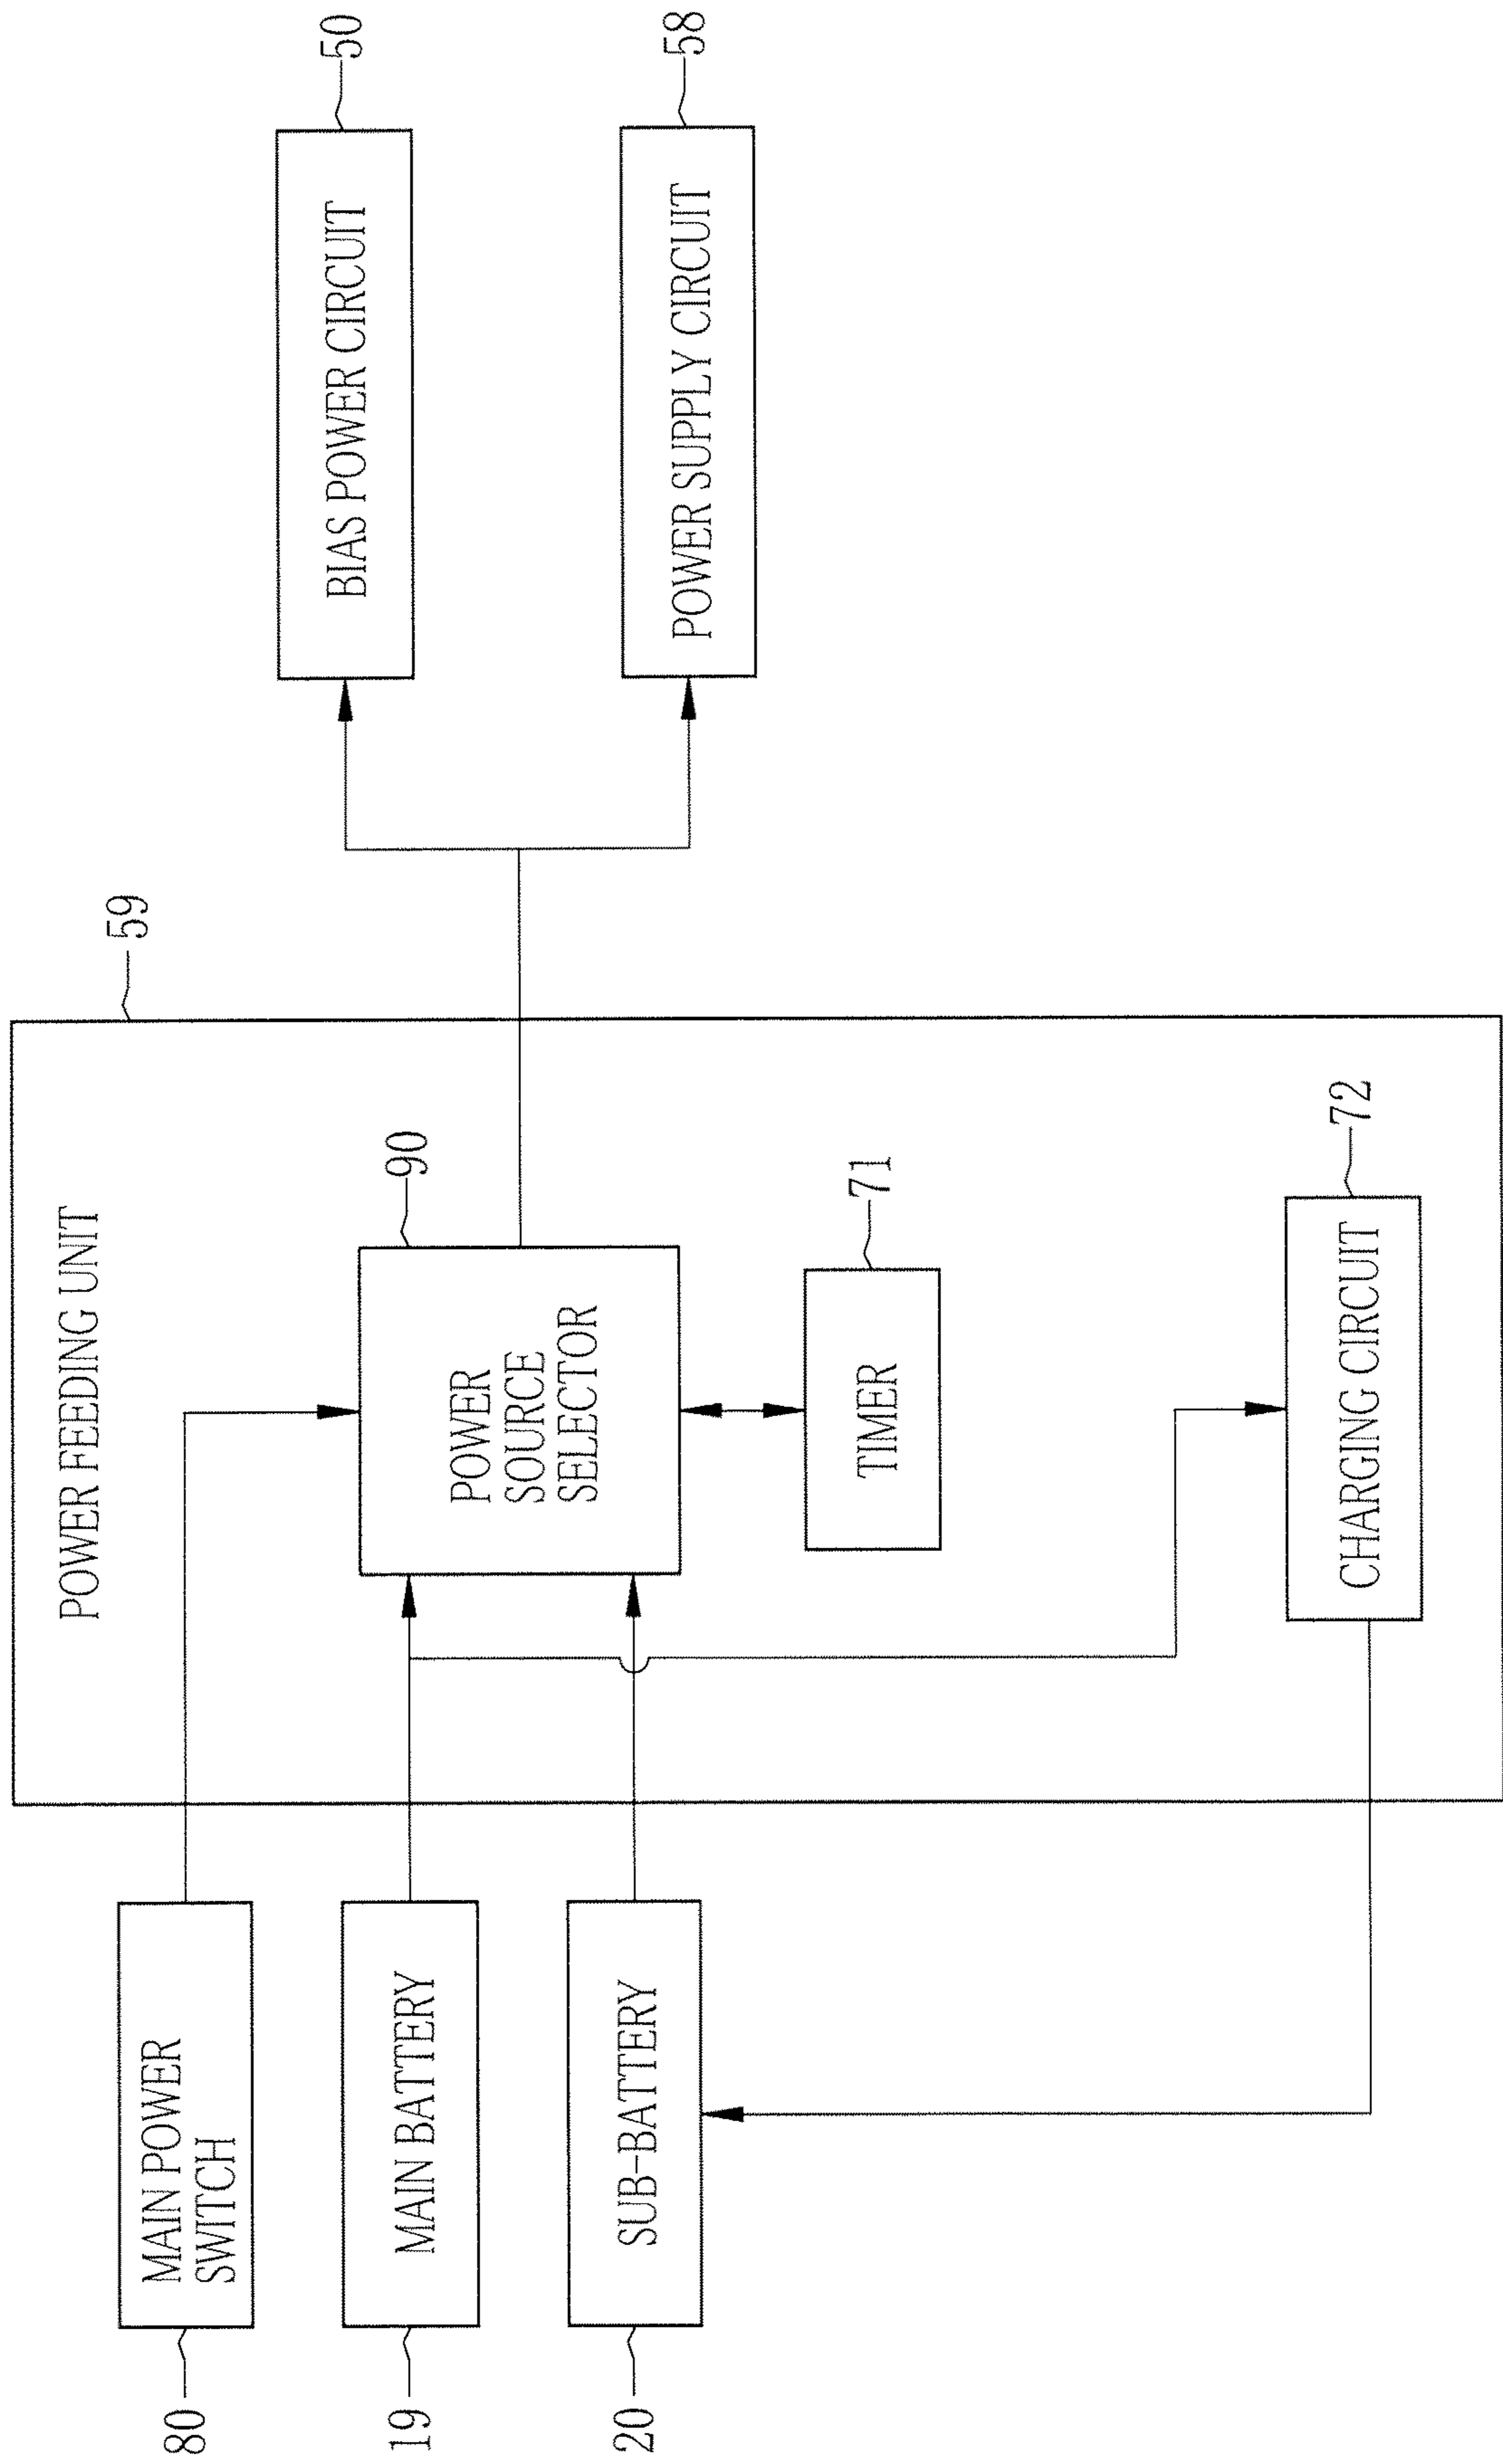 80
MAIN POWER
SWITCH
19
MAIN BATTERY
20
SUB-BATTERY
59
POWER FEEDING UNIT
90
POWER
SOURCE
SELECTOR
71
TIMER
72
CHARGING CIRCUIT
50
BIAS POWER CIRCUIT
58
POWER SUPPLY CIRCUIT